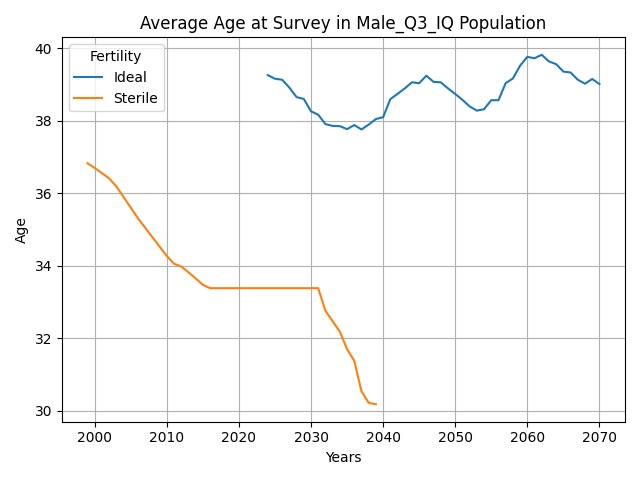 Average Age at Survey in Male_Q3_IQ Population
Fertility
Ideal
Sterile
Age
40
38
36
34
32
30
2000 2010 2020 2030 2040 2050 2060 2070
Years